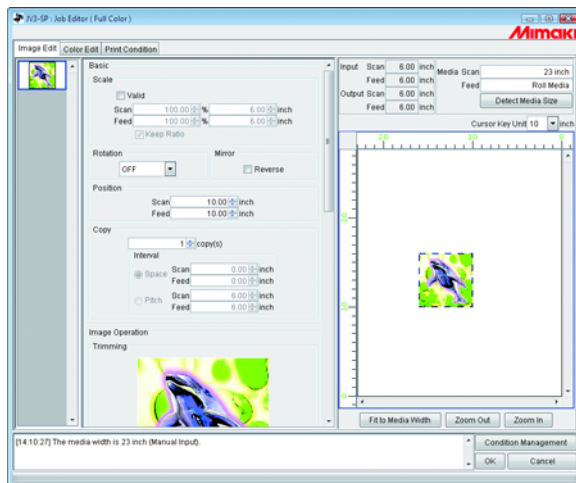 JV3-SP : Job Editor ( Full Color )
Mimaki
Image Edit Color Edit Print Condition
Basic
Scale
Valid
Scan 100.00 % 6.00 inch
Feed 100.00 % 6.00 inch
Keep Ratio
Rotation Mirror
OFF Reverse
Position
Scan 10.00 inch
Feed 10.00 inch
Copy
1 copy(s)
Interval
Space Scan 0.00 inch
Feed 0.00 inch
Pitch Scan 6.00 inch
Feed 6.00 inch
Image Operation
Trimming
Input Scan 6.00 inch Media Scan 23 inch
Feed 6.00 inch Feed Roll Media
Output Scan 6.00 inch Detect Media Size
Feed 6.00 inch
Cursor Key Unit 10 inch
20 10 0
20
10
0
Fit to Media Width Zoom Out Zoom In
[14:10:27] The media width is 23 inch (Manual Input).
Condition Management
OK Cancel